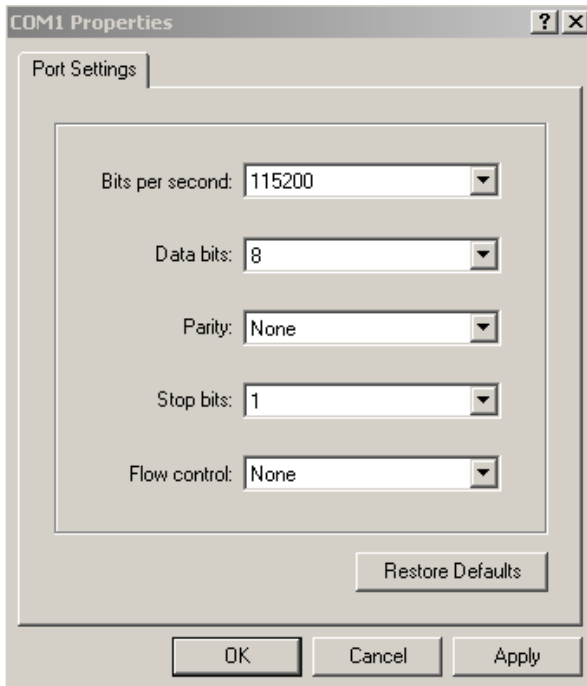 COM1 Properties
Port Settings
Bits per second: 115200
Data bits: 8
Parity: None
Stop bits: 1
Flow control: None
Restore Defaults
OK Cancel Apply